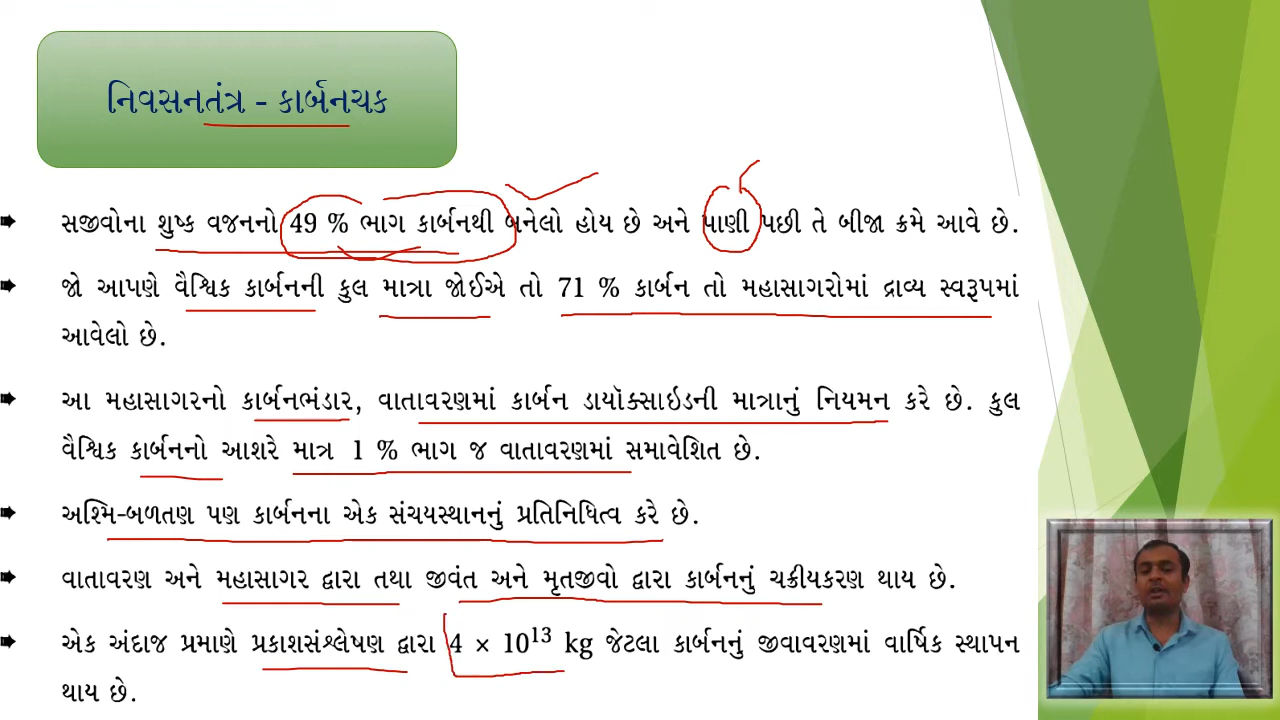 નિવસનતંત્ર - કાર્બનચક
સજીવોના શુષ્ક વજનનો 49 % ભાગ કાર્બનથી બનેલો હોય છે અને પાણી પછી તે બીજા ક્રમે આવે છે.
જો આપણે વૈશ્વિક કાર્બનની કુલ માત્રા જોઈએ તો 71 % કાર્બન તો મહાસાગરોમાં દ્રાવ્ય સ્વરૂપમાં
આવેલો છે.
આ મહાસાગરનો કાર્બનભંડાર, વાતાવરણમાં કાર્બન ડાયૉક્સાઇડની માત્રાનું નિયમન કરે છે. કુલ
વૈશ્વિક કાર્બનનો આશરે માત્ર 1 % ભાગ જ વાતાવરણમાં સમાવેશિત છે.
અશ્મિ-બળતણ પણ કાર્બનના એક સંચયસ્થાનનું પ્રતિનિધિત્વ કરે છે.
વાતાવરણ અને મહાસાગર દ્વારા તથા જીવંત અને મૃતજીવો દ્વારા કાર્બનનું ચક્રીયકરણ થાય છે.
એક અંદાજ પ્રમાણે પ્રકાશસંશ્લેષણ દ્વારા 4 × 10¹³ kg જેટલા કાર્બનનું જીવાવરણમાં વાર્ષિક સ્થાપન
થાય છે.